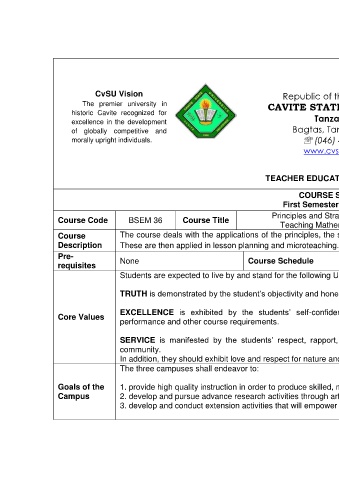 CvSU Vision
The premier university in
historic Cavite recognized for
excellence in the development
of globally competitive and
morally upright individuals.
Republic of th
CAVITE STATE
Tanza
Bagtas, Tan
☏ (046)
www.cvs
TEACHER EDUCAT
COURSE S
First Semester
Course Code
BSEM 36
Course Title
Principles and Stra
Teaching Mathe
Course
Description
The course deals with the applications of the principles, the s
These are then applied in lesson planning and microteaching.
Pre-
requisites
None
Course Schedule
Core Values
Students are expected to live by and stand for the following U
TRUTH is demonstrated by the student's objectivity and hone
EXCELLENCE is exhibited by the students' self-confide
performance and other course requirements.
SERVICE is manifested by the students' respect, rapport,
community.
In addition, they should exhibit love and respect for nature and
Goals of the
Campus
The three campuses shall endeavor to:
1. provide high quality instruction in order to produce skilled, m
2. develop and pursue advanced research activities through art
3. develop and conduct extension activities that will empower